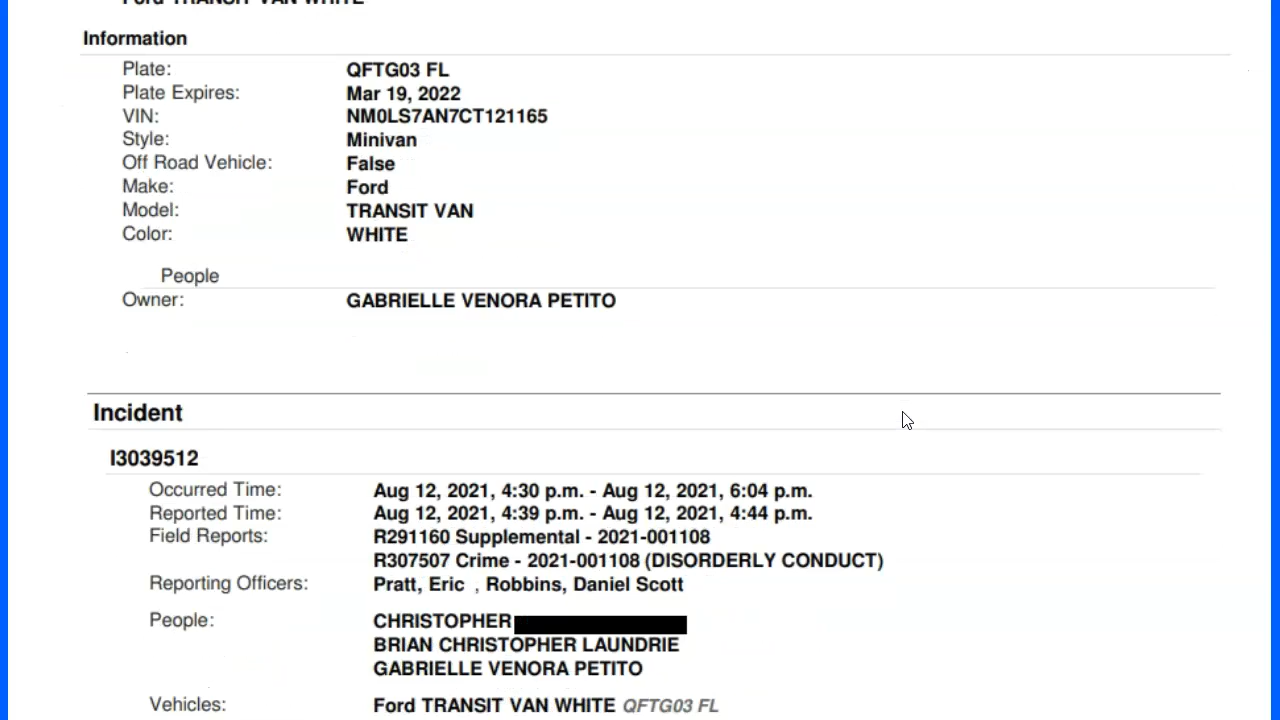 Ford TRANSIT VAN WHITE
Information
Plate: QFTG03 FL
Plate Expires: Mar 19, 2022
VIN: NM0LS7AN7CT121165
Style: Minivan
Off Road Vehicle: False
Make: Ford
Model: TRANSIT VAN
Color: WHITE
People
Owner: GABRIELLE VENORA PETITO
Incident
I3039512
Occurred Time: Aug 12, 2021, 4:30 p.m. - Aug 12, 2021, 6:04 p.m.
Reported Time: Aug 12, 2021, 4:39 p.m. - Aug 12, 2021, 4:44 p.m.
Field Reports: R291160 Supplemental - 2021-001108
R307507 Crime - 2021-001108 (DISORDERLY CONDUCT)
Reporting Officers: Pratt, Eric , Robbins, Daniel Scott
People: CHRISTOPHER
BRIAN CHRISTOPHER LAUNDRIE
GABRIELLE VENORA PETITO
Vehicles: Ford TRANSIT VAN WHITE QFTG03 FL